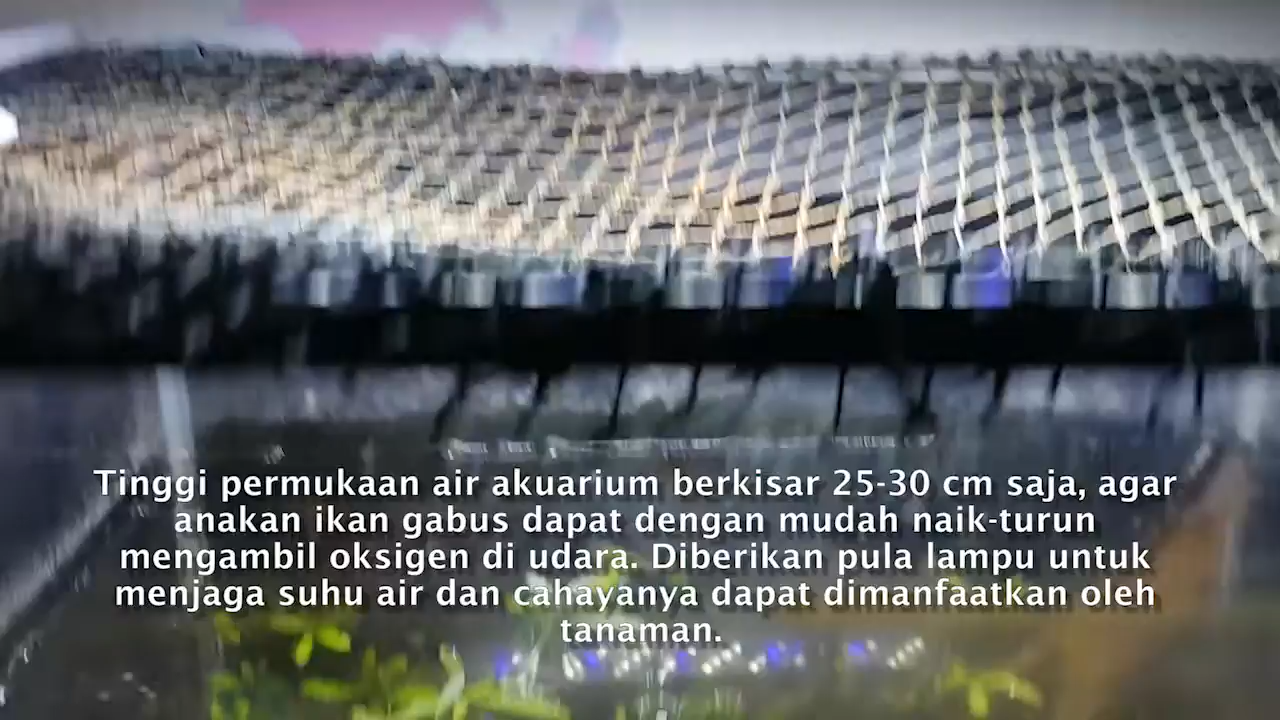 Tinggi permukaan air akuarium berkisar 25-30 cm saja, agar
anakan ikan gabus dapat dengan mudah naik-turun
mengambil oksigen di udara. Diberikan pula lampu untuk
menjaga suhu air dan cahayanya dapat dimanfaatkan oleh
tanaman.